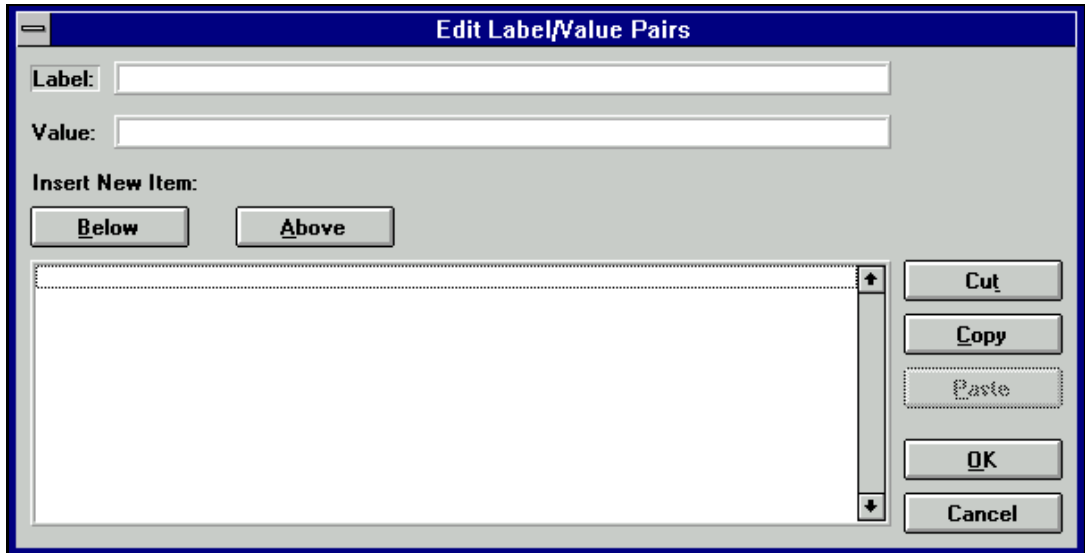 Edit Label/Value Pairs
Label:
Value:
Insert New Item:
Below Above
Cut
Copy
Paste
OK
Cancel